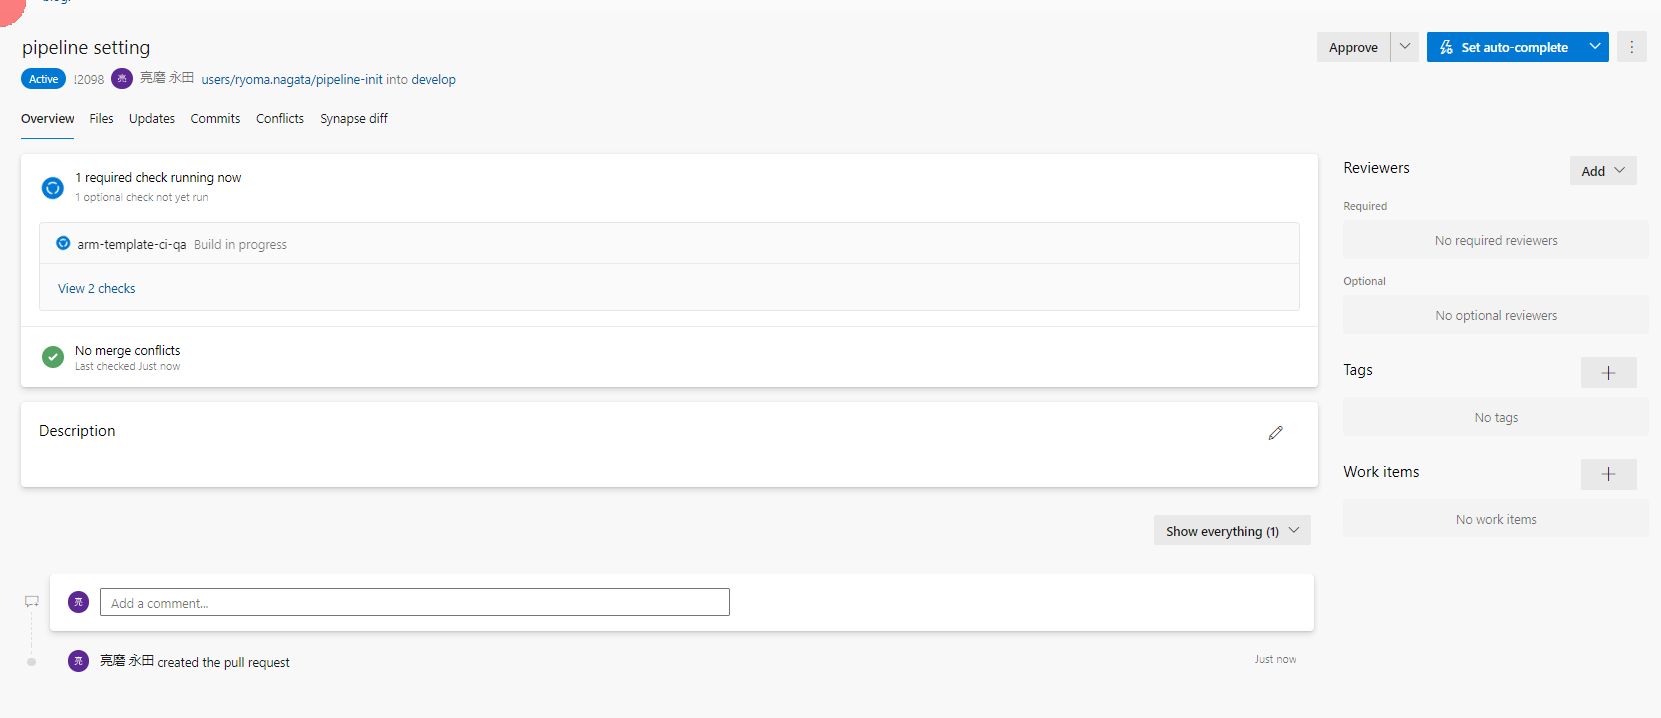 pipeline setting
Approve
Set auto-complete
Active !2098 亮 亮磨 永田 users/ryoma.nagata/pipeline-init into develop
Overview Files Updates Commits Conflicts Synapse diff
1 required check running now
1 optional check not yet run
arm-template-ci-qa Build in progress
View 2 checks
No merge conflicts
Last checked Just now
Description
Show everything (1)
亮 Add a comment...
亮 亮磨 永田 created the pull request
Just now
Reviewers
Add
Required
No required reviewers
Optional
No optional reviewers
Tags
No tags
Work items
No work items